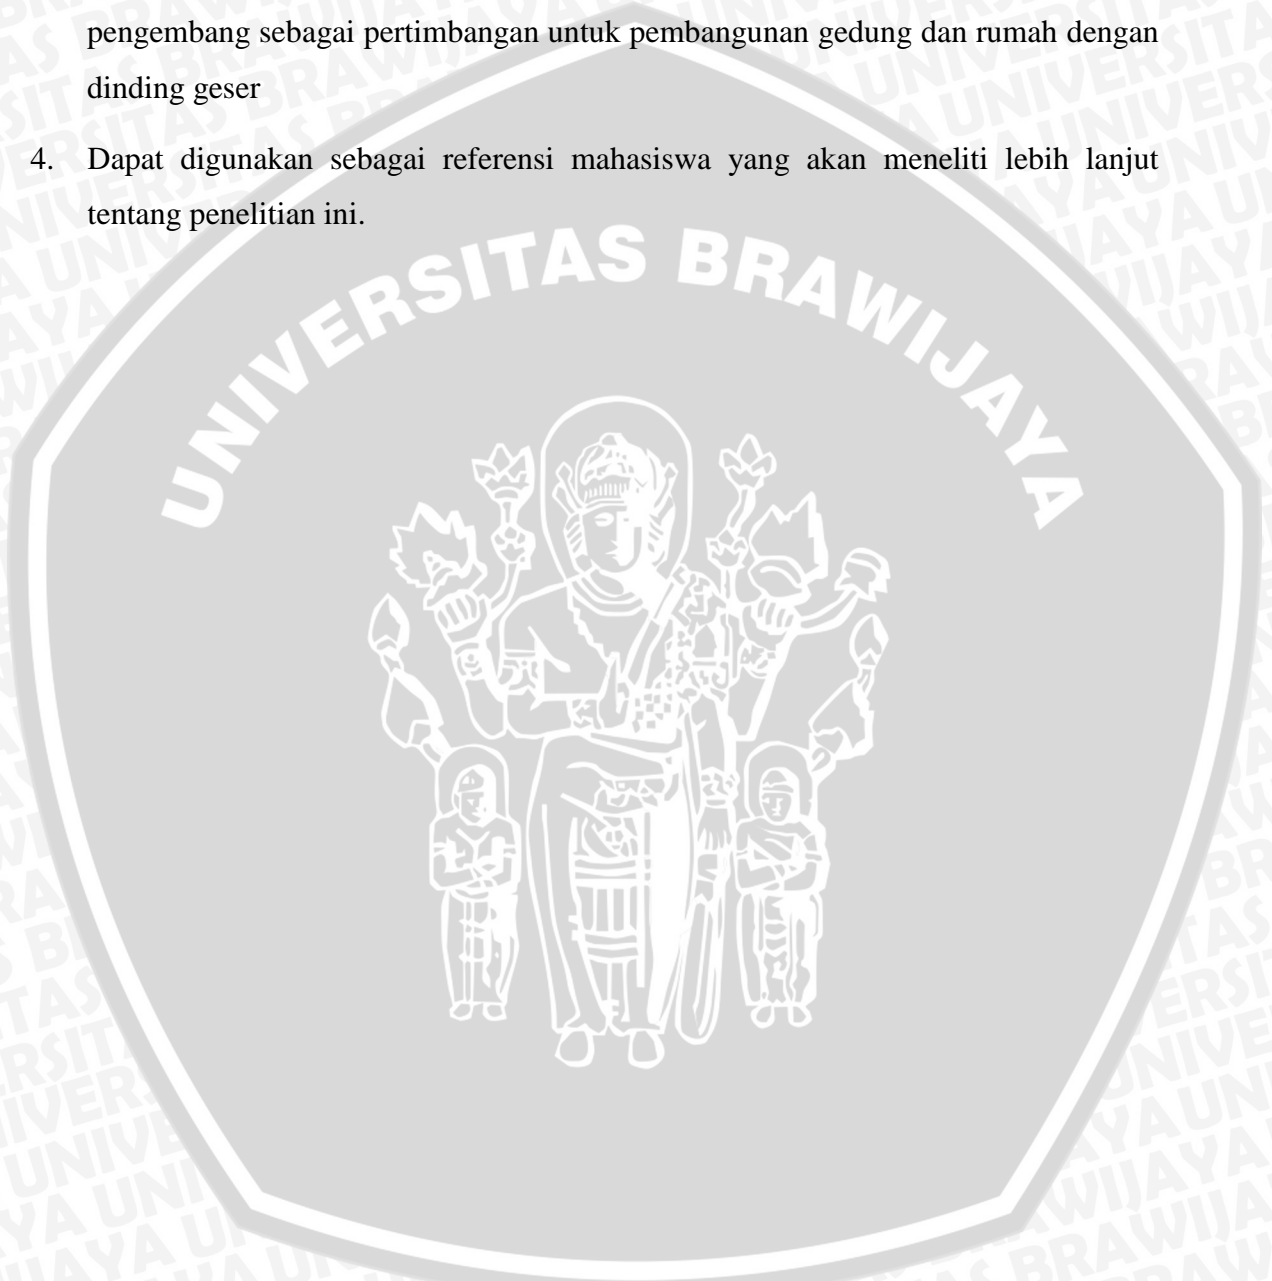 pengembang sebagai pertimbangan untuk pembangunan gedung dan rumah dengan
dinding geser
4. Dapat digunakan sebagai referensi mahasiswa yang akan meneliti lebih lanjut
tentang penelitian ini.
UNIVERSITAS BRAWIJAYA